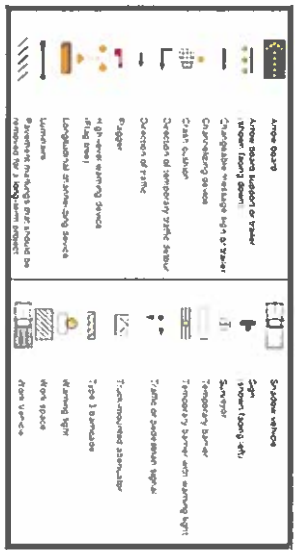 Arrow board
Arrow board support or trailer
(shown facing down)
Changeable message sign or trailer
Channelizing device
Crash cushion
Direction of temporary traffic detour
Direction of traffic
Flagger
High-level warning device
(Flag tree)
Longitudinal channelizing device
Luminaire
Pavement markings that should be
removed for a long-term project
Shadow vehicle
Sign
(shown facing left)
Surveyor
Temporary barrier
Temporary barrier with warning light
Traffic or pedestrian signal
Truck-mounted attenuator
Type 3 barricade
Warning light
Work space
Work vehicle